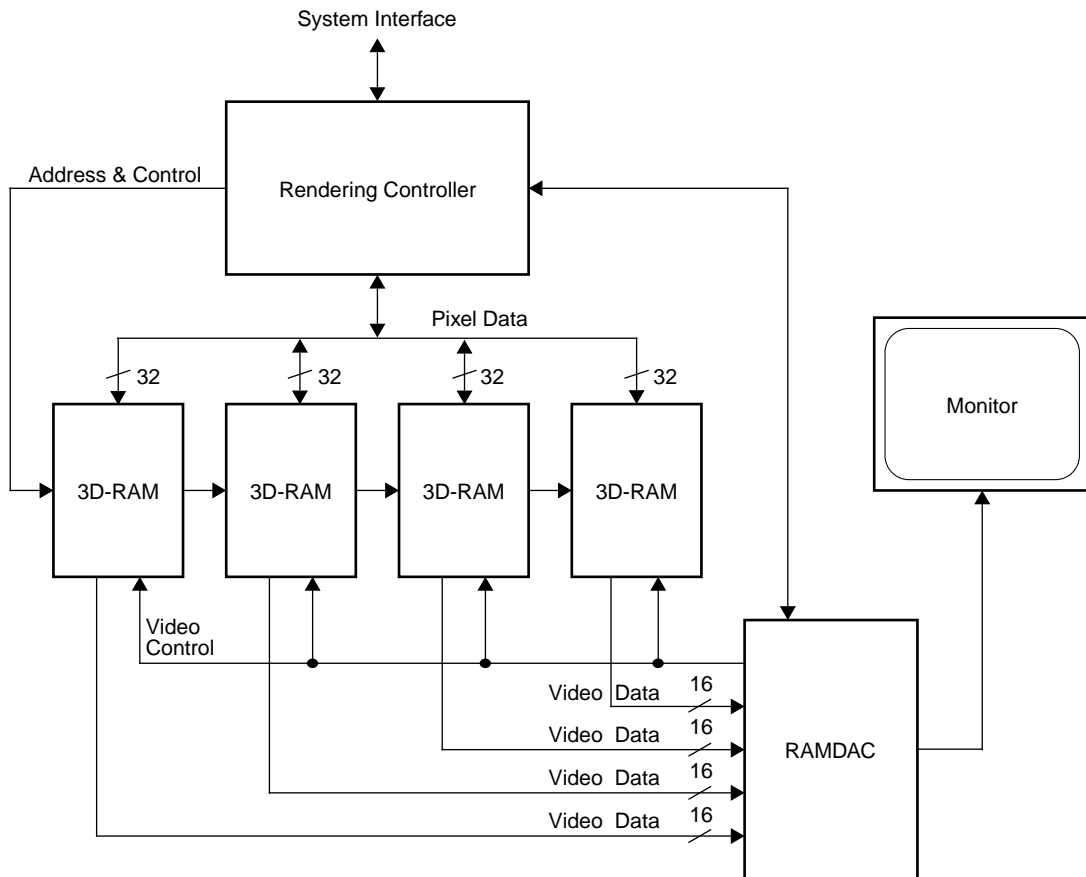 System Interface
Address & Control
Rendering Controller
Pixel Data
32
32
32
32
3D-RAM
3D-RAM
3D-RAM
3D-RAM
Monitor
Video
Control
Video Data
16
Video Data
16
Video Data
16
Video Data
16
RAMDAC